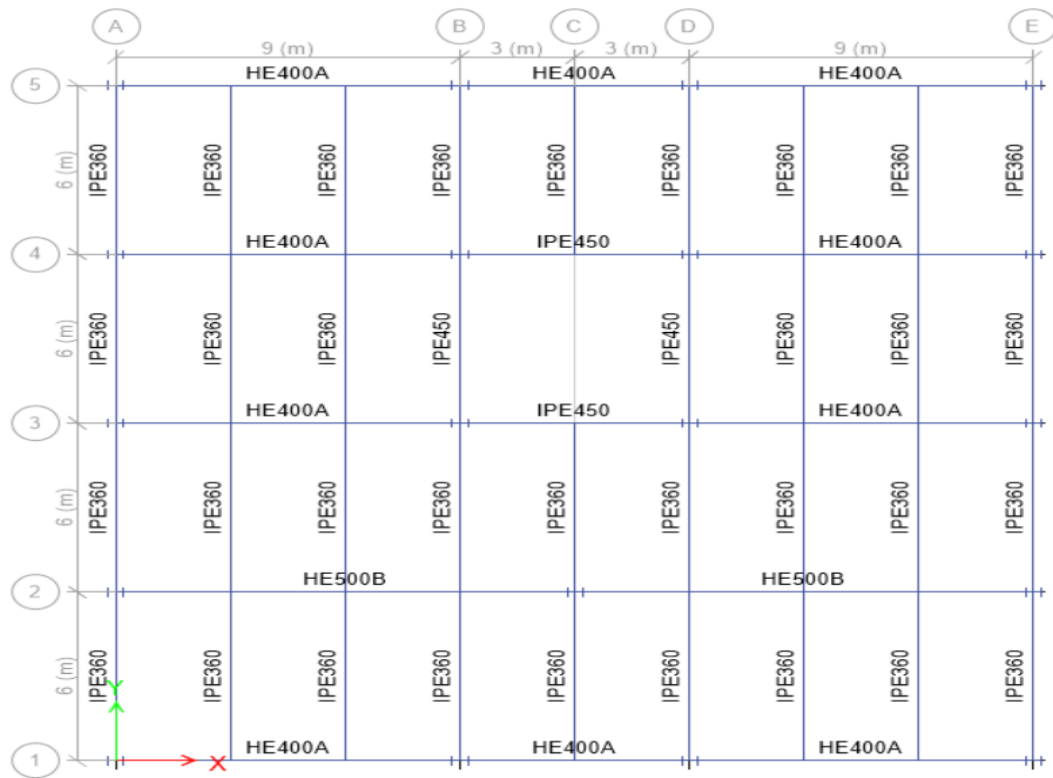 A B C D E
9 (m) 3 (m) 3 (m) 9 (m)
HE400A HE400A HE400A
5
6 (m) IPE360 IPE360 IPE360 IPE360 IPE360 IPE360 IPE360 IPE360 IPE360
HE400A IPE450 HE400A
4
6 (m) IPE360 IPE360 IPE360 IPE450 IPE450 IPE360 IPE360 IPE360
HE400A IPE450 HE400A
3
6 (m) IPE360 IPE360 IPE360 IPE360 IPE360 IPE360 IPE360 IPE360 IPE360
HE500B HE500B
2
6 (m) IPE360 IPE360 IPE360 IPE360 IPE360 IPE360 IPE360 IPE360 IPE360
Y
HE400A HE400A HE400A
1 X